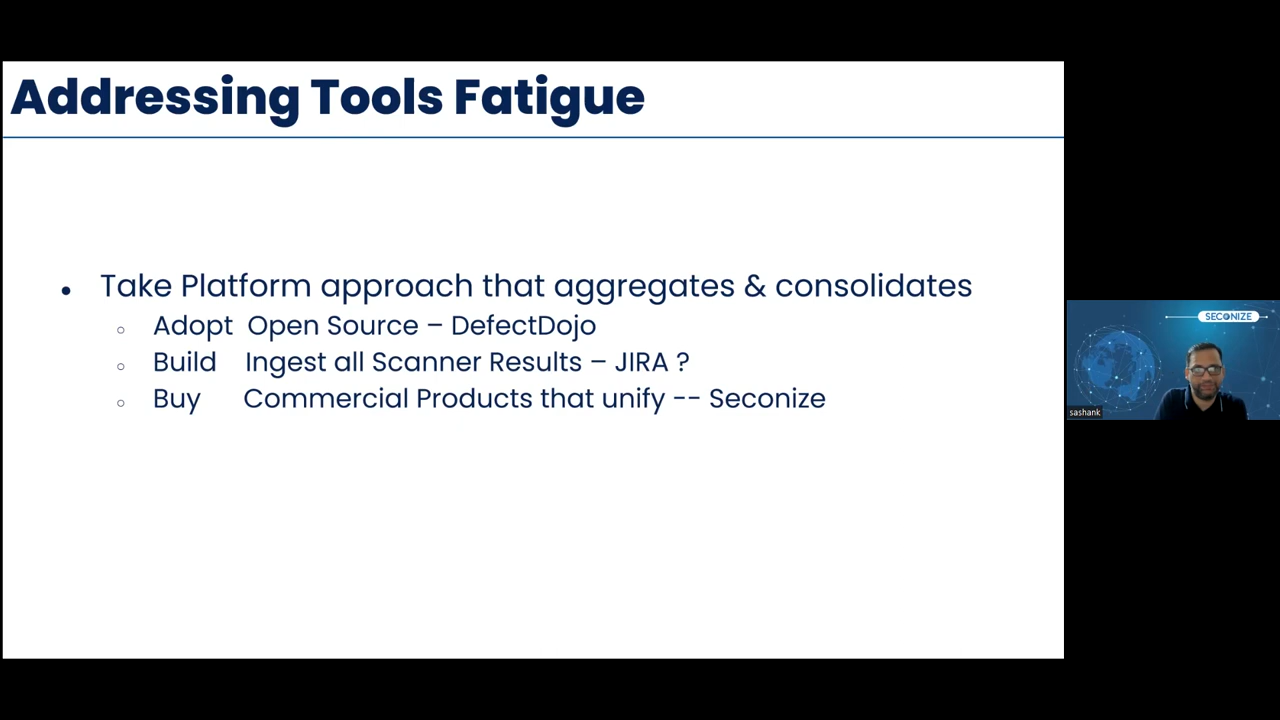 Addressing Tools Fatigue
• Take Platform approach that aggregates & consolidates
○ Adopt Open Source – DefectDojo
○ Build Ingest all Scanner Results – JIRA ?
○ Buy Commercial Products that unify -- Seconize
SECONIZE
sashank